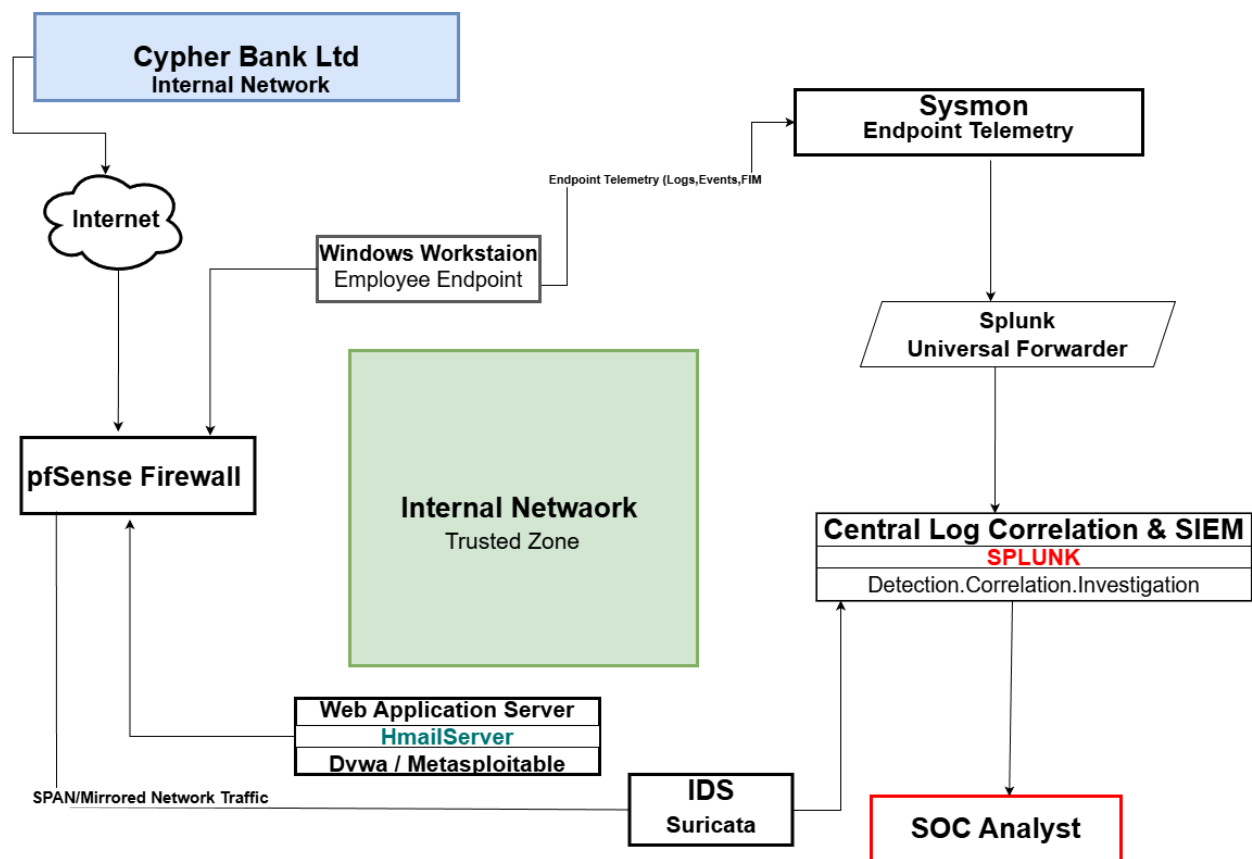 Cypher Bank Ltd
Internal Network
Sysmon
Endpoint Telemetry
Endpoint Telemetry (Logs,Events,FIM
Internet
Windows Workstaion
Employee Endpoint
Splunk
Universal Forwarder
pfSense Firewall
Internal Netwaork
Trusted Zone
Central Log Correlation & SIEM
SPLUNK
Detection.Correlation.Investigation
Web Application Server
HmailServer
Dvwa / Metasploitable
SPAN/Mirrored Network Traffic
IDS
Suricata
SOC Analyst